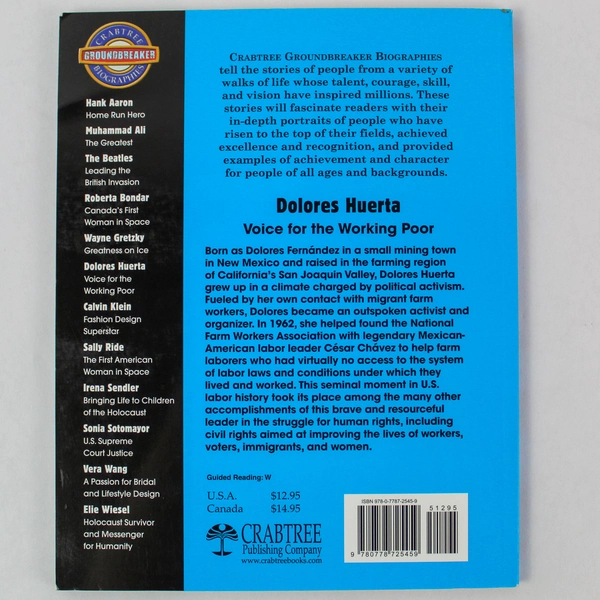 CRABTREE
GROUNDBREAKER
BIOGRAPHIES
Hank Aaron
Home Run Hero
Muhammad Ali
The Greatest
The Beatles
Leading the
British Invasion
Roberta Bondar
Canada's First
Woman in Space
Wayne Gretzky
Greatness on Ice
Dolores Huerta
Voice for the
Working Poor
Calvin Klein
Fashion Design
Superstar
Sally Ride
The First American
Woman in Space
Irena Sendler
Bringing Life to Children
of the Holocaust
Sonia Sotomayor
U.S. Supreme
Court Justice
Vera Wang
A Passion for Bridal
and Lifestyle Design
Elie Wiesel
Holocaust Survivor
and Messenger
for Humanity
CRABTREE GROUNDBREAKER BIOGRAPHIES
tell the stories of people from a variety of
walks of life whose talent, courage, skill,
and vision have inspired millions. These
stories will fascinate readers with their
in-depth portraits of people who have
risen to the top of their fields, achieved
excellence and recognition, and provided
examples of achievement and character
for people of all ages and backgrounds.
Dolores Huerta
Voice for the Working Poor
Born as Dolores Fernández in a small mining town
in New Mexico and raised in the farming region
of California's San Joaquin Valley, Dolores Huerta
grew up in a climate charged by political activism.
Fueled by her own contact with migrant farm
workers, Dolores became an outspoken activist and
organizer. In 1962, she helped found the National
Farm Workers Association with legendary Mexican-
American labor leader César Chávez to help farm
laborers who had virtually no access to the system
of labor laws and conditions under which they
lived and worked. This seminal moment in U.S.
labor history took its place among the many other
accomplishments of this brave and resourceful
leader in the struggle for human rights, including
civil rights aimed at improving the lives of workers,
voters, immigrants, and women.
Guided Reading: W
U.S.A. $12.95
Canada $14.95
CRABTREE
Publishing Company
www.crabtreebooks.com
ISBN 978-0-7787-2545-9
51295
9 780778 725459